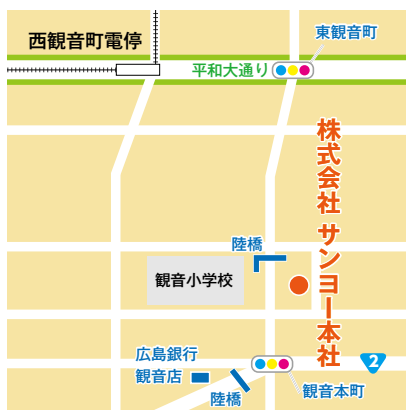 東観音町
西観音町電停
平和大通り
株式会社 サンヨー本社
陸橋
観音小学校
広島銀行
観音店
陸橋
観音本町
2